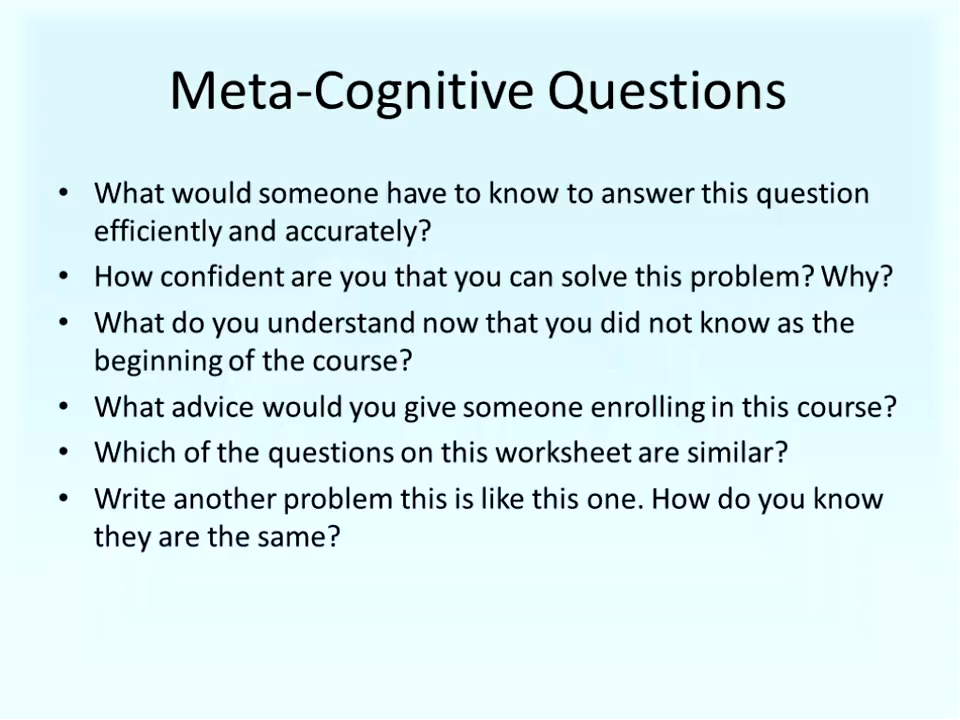 Meta-Cognitive Questions
• What would someone have to know to answer this question
efficiently and accurately?
• How confident are you that you can solve this problem? Why?
• What do you understand now that you did not know as the
beginning of the course?
• What advice would you give someone enrolling in this course?
• Which of the questions on this worksheet are similar?
• Write another problem this is like this one. How do you know
they are the same?